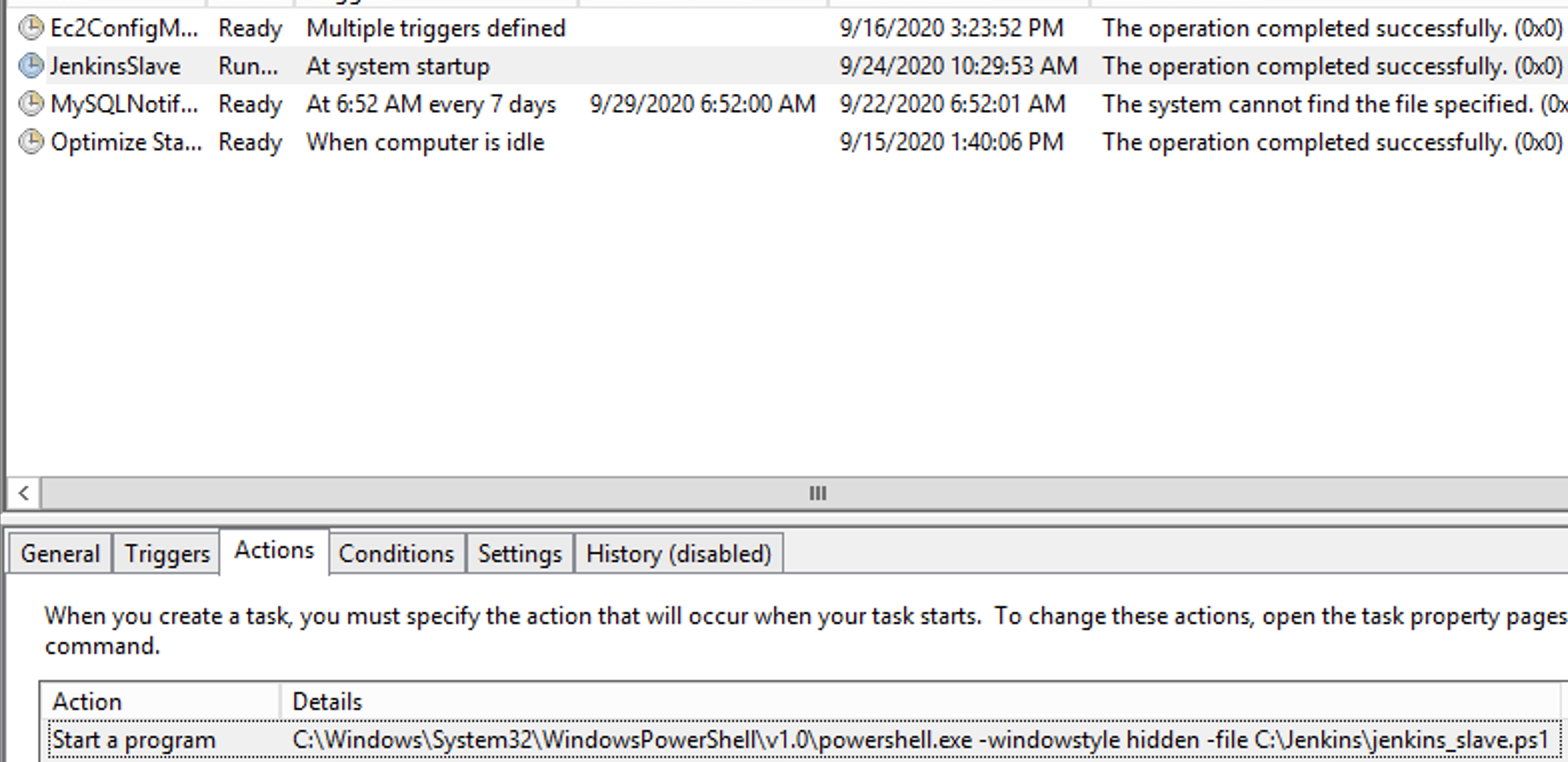 Ec2ConfigM... Ready Multiple triggers defined 9/16/2020 3:23:52 PM The operation completed successfully. (0x0)
JenkinsSlave Run... At system startup 9/24/2020 10:29:53 AM The operation completed successfully. (0x0)
MySQLNotif... Ready At 6:52 AM every 7 days 9/29/2020 6:52:00 AM 9/22/2020 6:52:01 AM The system cannot find the file specified. (0x
Optimize Sta... Ready When computer is idle 9/15/2020 1:40:06 PM The operation completed successfully. (0x0)
General Triggers Actions Conditions Settings History (disabled)
When you create a task, you must specify the action that will occur when your task starts. To change these actions, open the task property pages
command.
Action Details
Start a program C:\Windows\System32\WindowsPowerShell\v1.0\powershell.exe -windowstyle hidden -file C:\Jenkins\jenkins_slave.ps1